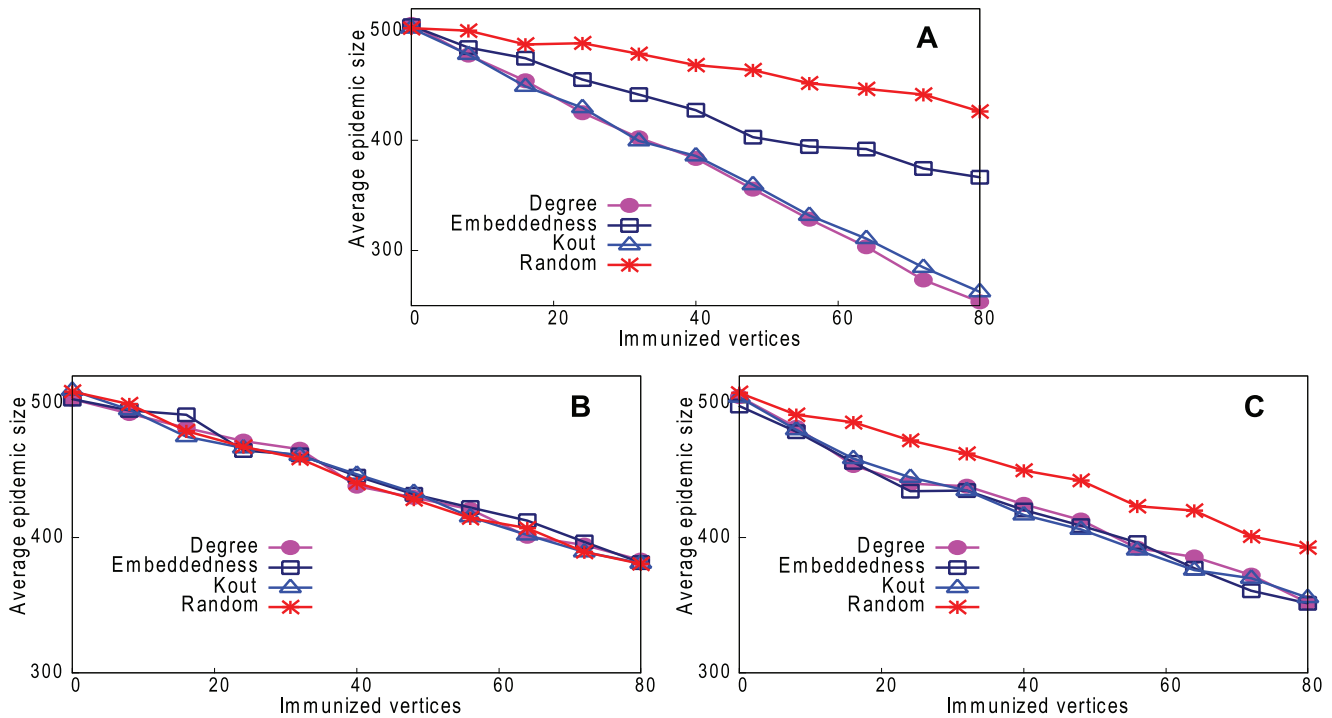 A
Average epidemic size
500
400
300
Degree
Embeddedness
Kout
Random
0 20 40 60 80
Immunized vertices
B
Average epidemic size
500
400
300
Degree
Embeddedness
Kout
Random
0 20 40 60 80
Immunized vertices
C
Average epidemic size
500
400
300
Degree
Embeddedness
Kout
Random
0 20 40 60 80
Immunized vertices